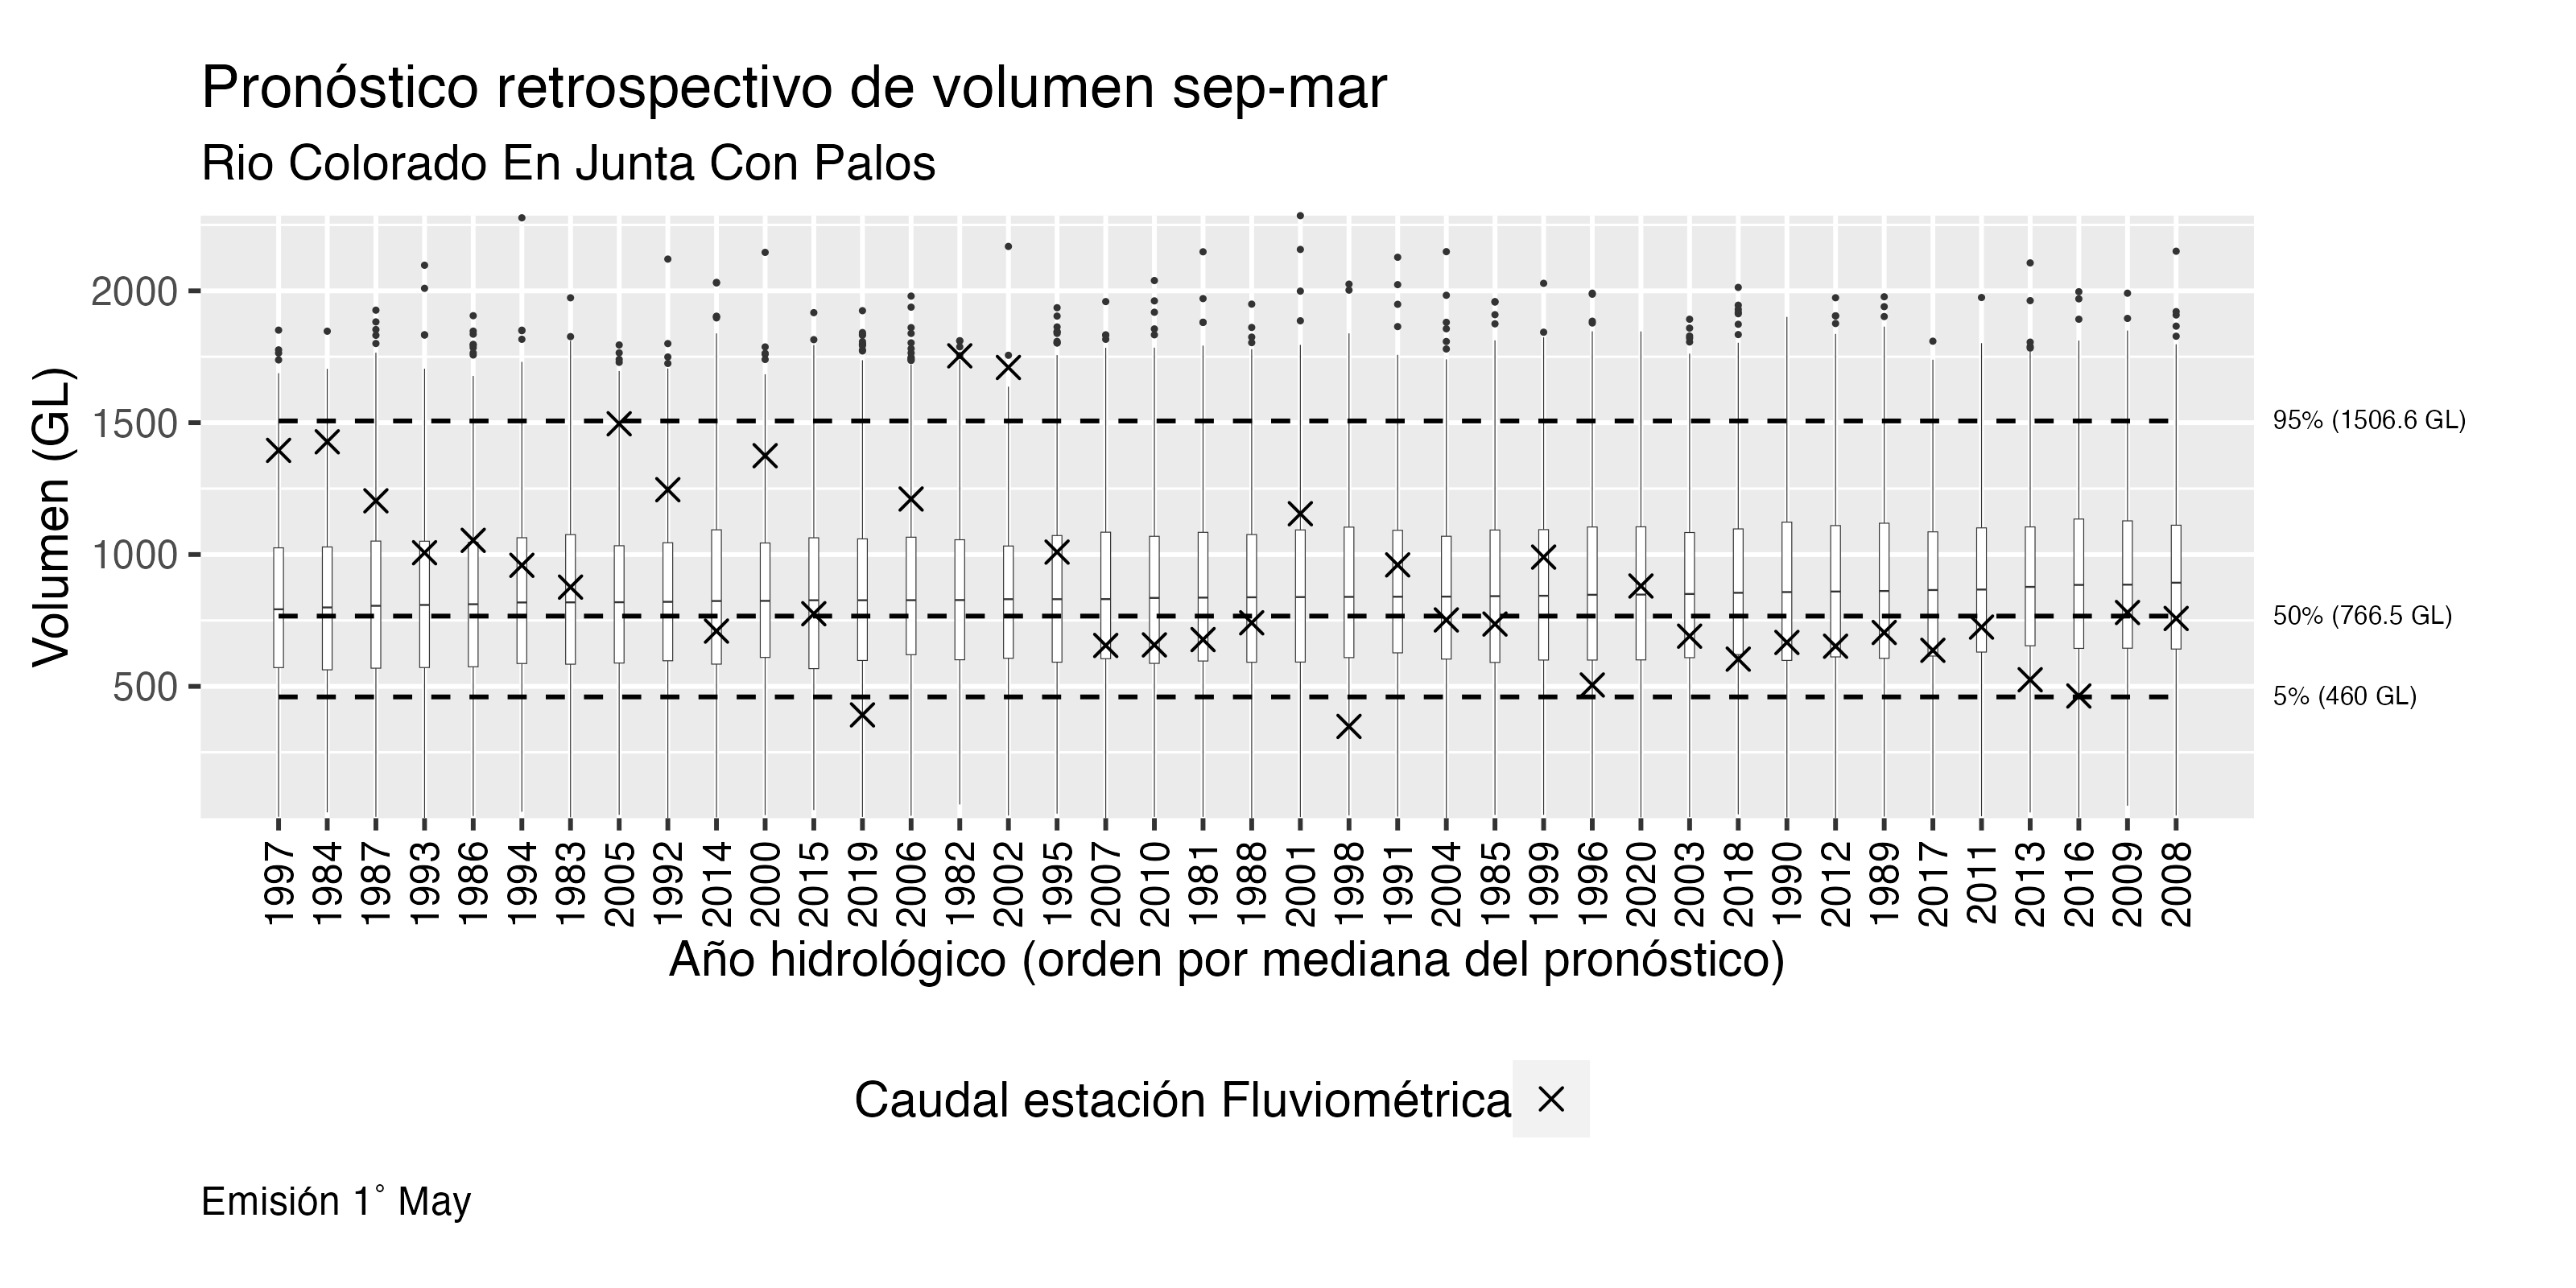 Pronóstico retrospectivo de volumen sep-mar
Rio Colorado En Junta Con Palos
Volumen (GL)
2000
1500
1000
500
95% (1506.6 GL)
50% (766.5 GL)
5% (460 GL)
1997 1984 1987 1993 1986 1994 1983 2005 1992 2014 2000 2015 2019 2006 1982 2002 1995 2007 2010 1981 1988 2001 1998 1991 2004 1985 1999 1996 2020 2003 2018 1990 2012 1989 2017 2011 2013 2016 2009 2008
Año hidrológico (orden por mediana del pronóstico)
Caudal estación Fluviométrica
Emisión 1° May